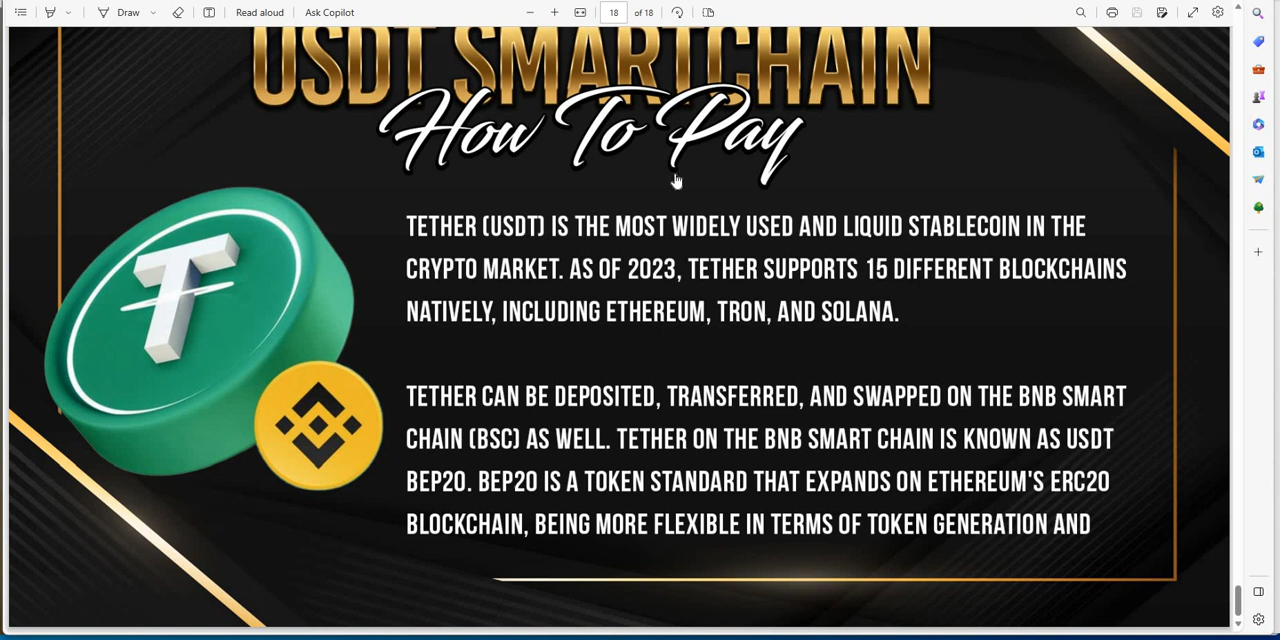 Draw
Read aloud
Ask Copilot
18 of 18
USDT SMARTCHAIN
How To Pay
TETHER (USDT) IS THE MOST WIDELY USED AND LIQUID STABLECOIN IN THE
CRYPTO MARKET. AS OF 2023, TETHER SUPPORTS 15 DIFFERENT BLOCKCHAINS
NATIVELY, INCLUDING ETHEREUM, TRON, AND SOLANA.
TETHER CAN BE DEPOSITED, TRANSFERRED, AND SWAPPED ON THE BNB SMART
CHAIN (BSC) AS WELL. TETHER ON THE BNB SMART CHAIN IS KNOWN AS USDT
BEP20. BEP20 IS A TOKEN STANDARD THAT EXPANDS ON ETHEREUM'S ERC20
BLOCKCHAIN, BEING MORE FLEXIBLE IN TERMS OF TOKEN GENERATION AND